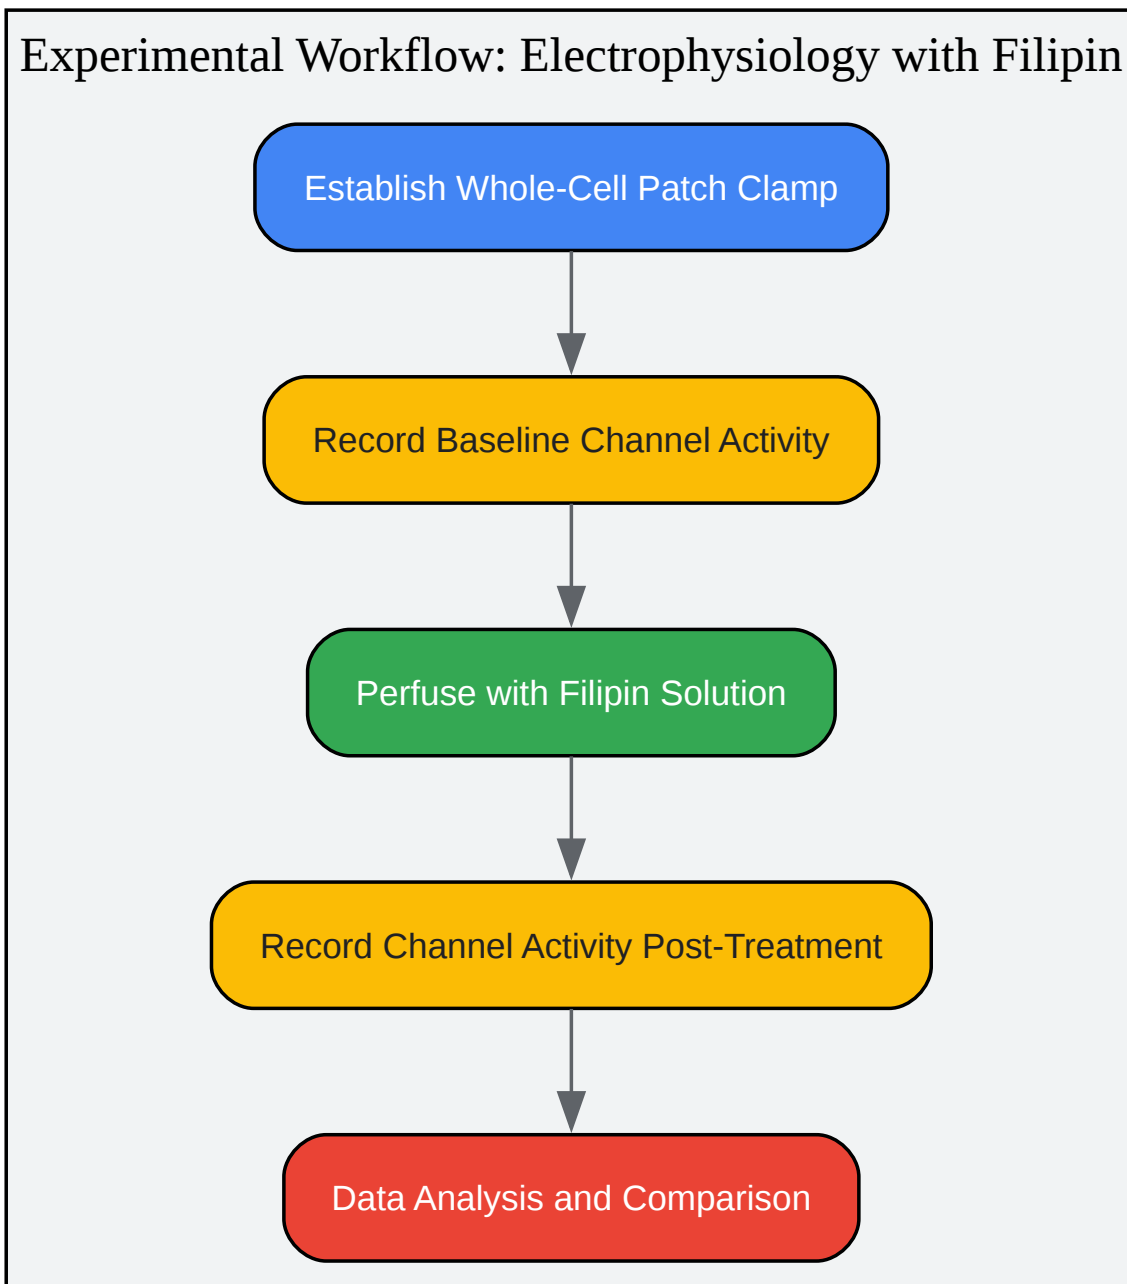 Experimental Workflow: Electrophysiology with Filipin
Establish Whole-Cell Patch Clamp
Record Baseline Channel Activity
Perfuse with Filipin Solution
Record Channel Activity Post-Treatment
Data Analysis and Comparison